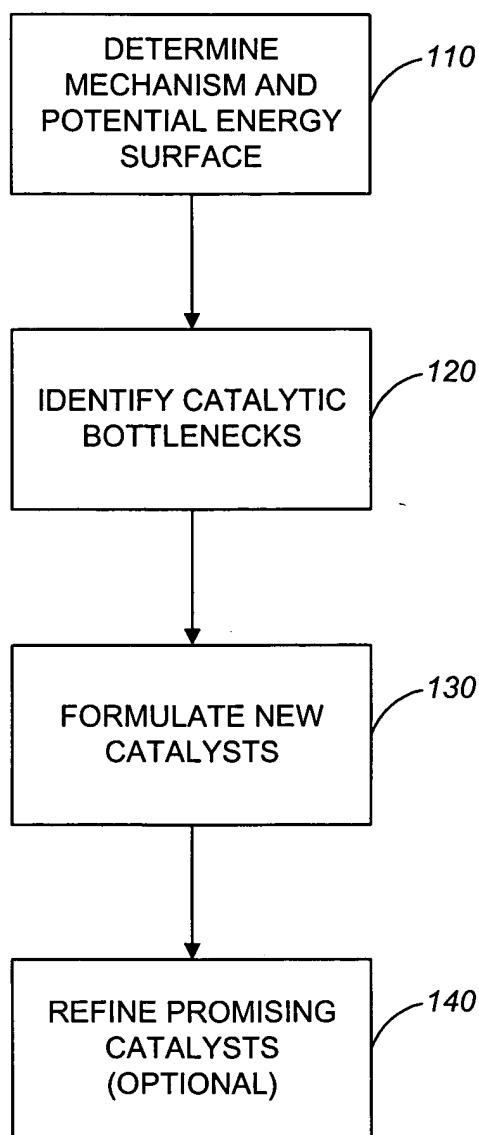 DETERMINE
MECHANISM AND
POTENTIAL ENERGY
SURFACE
110
IDENTIFY CATALYTIC
BOTTLENECKS
120
FORMULATE NEW
CATALYSTS
130
REFINE PROMISING
CATALYSTS
(OPTIONAL)
140